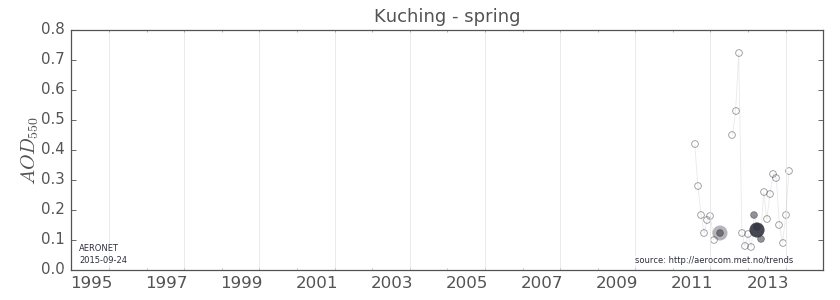 Kuching - spring
0.8
0.7
0.6
0.5
0.4
0.3
0.2
0.1
0.0
AOD550
AERONET
2015-09-24
source: http://aerocom.met.no/trends
1995 1997 1999 2001 2003 2005 2007 2009 2011 2013